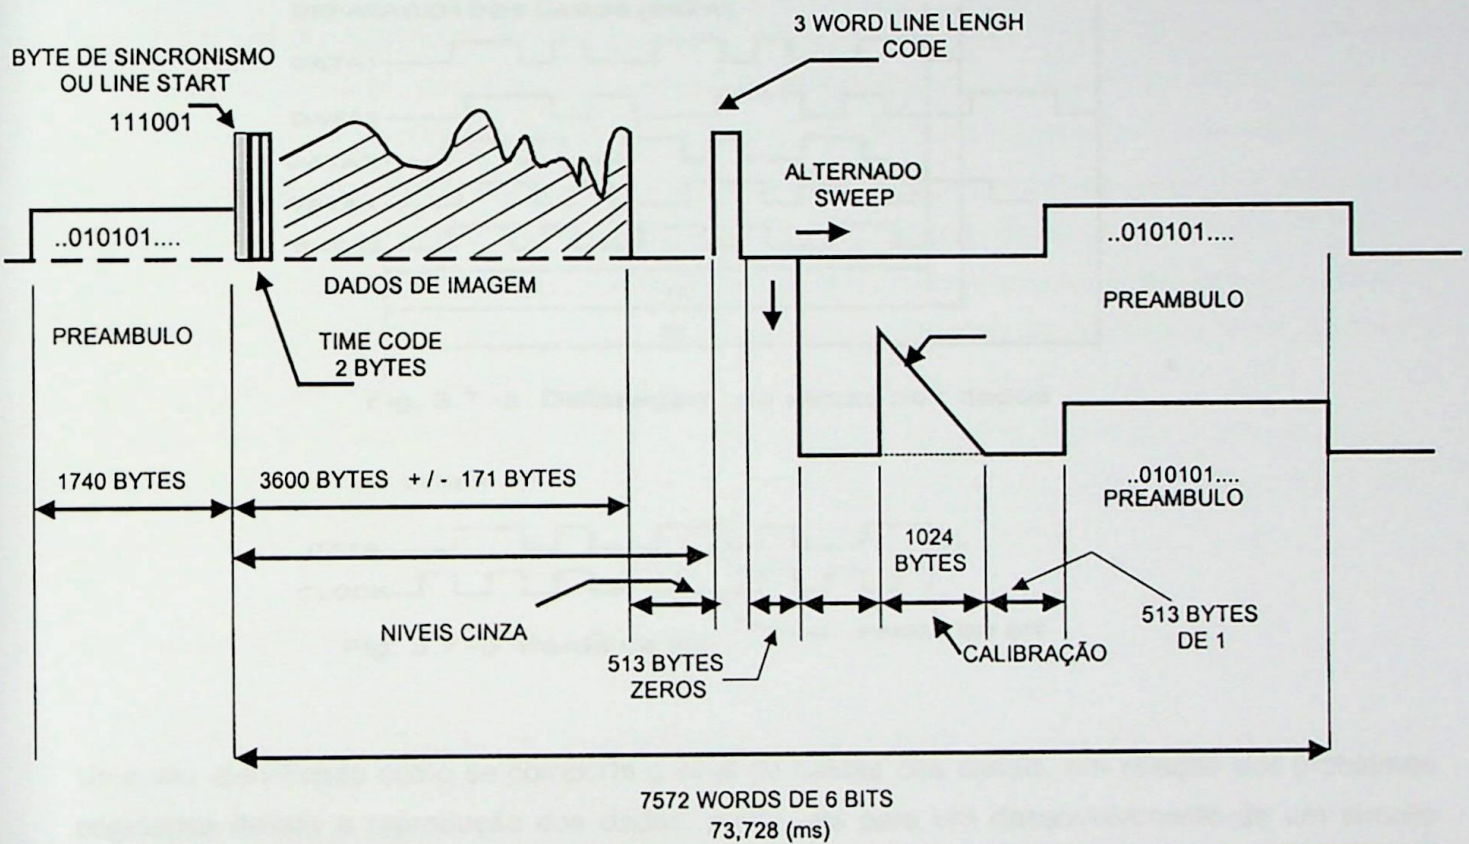 3 WORD LINE LENGH
CODE
BYTE DE SINCRONISMO
OU LINE START
111001
ALTERNADO
SWEEP
..010101....
..010101....
DADOS DE IMAGEM
PREAMBULO
PREAMBULO
TIME CODE
2 BYTES
1740 BYTES
3600 BYTES + / - 171 BYTES
..010101....
PREAMBULO
1024
BYTES
NIVEIS CINZA
513 BYTES
ZEROS
CALIBRAÇÃO
513 BYTES
DE 1
7572 WORDS DE 6 BITS
73,728 (ms)